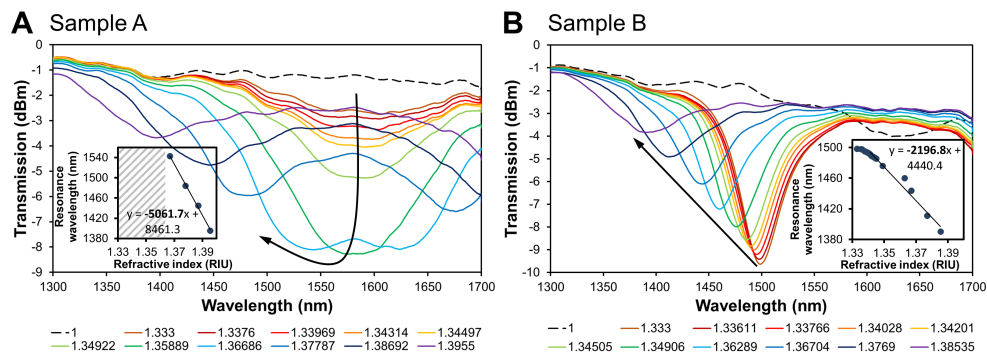 A Sample A
0
-1
-2
-3
-4
-5
-6
-7
-8
-9
Transmission (dBm)
1300 1350 1400 1450 1500 1550 1600 1650 1700
Wavelength (nm)
Resonance
wavelength (nm)
1540
1500
1460
1420
1380
y = -5061.7x +
8461.3
1.33 1.35 1.37 1.39
Refractive index (RIU)
1 1.333 1.3376 1.33969 1.34314 1.34497
1.34922 1.35889 1.36686 1.37787 1.38692 1.3955
B Sample B
0
-1
-2
-3
-4
-5
-6
-7
-8
-9
-10
Transmission (dBm)
1300 1350 1400 1450 1500 1550 1600 1650 1700
Wavelength (nm)
Resonance
wavelength (nm)
1500
1460
1420
1380
y = -2196.8x +
4440.4
1.33 1.35 1.37 1.39
Refractive index (RIU)
1 1.333 1.33611 1.33766 1.34028 1.34201
1.34505 1.34906 1.36289 1.36704 1.3769 1.38535